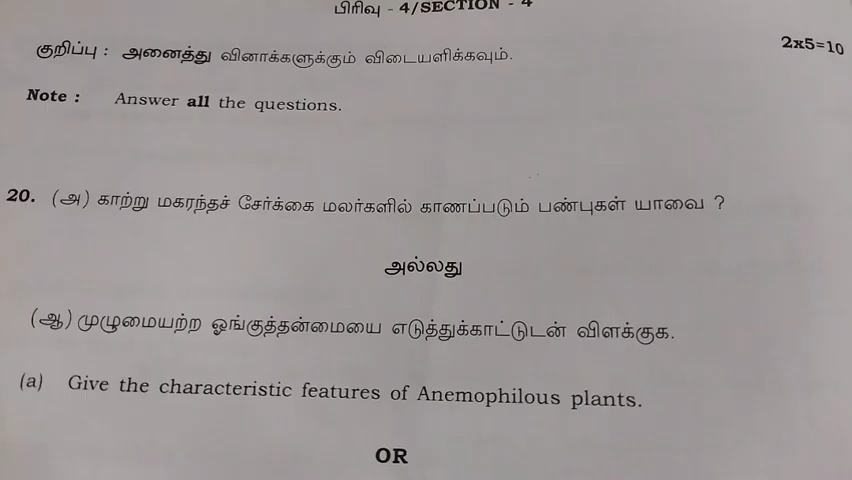 பிரிவு - 4/SECTION - 4
குறிப்பு : அனைத்து வினாக்களுக்கும் விடையளிக்கவும். 2x5=10
Note : Answer all the questions.
20. (அ) காற்று மகரந்தச் சேர்க்கை மலர்களில் காணப்படும் பண்புகள் யாவை ?
அல்லது
(ஆ) முழுமையற்ற ஓங்குத்தன்மையை எடுத்துக்காட்டுடன் விளக்குக.
(a) Give the characteristic features of Anemophilous plants.
OR